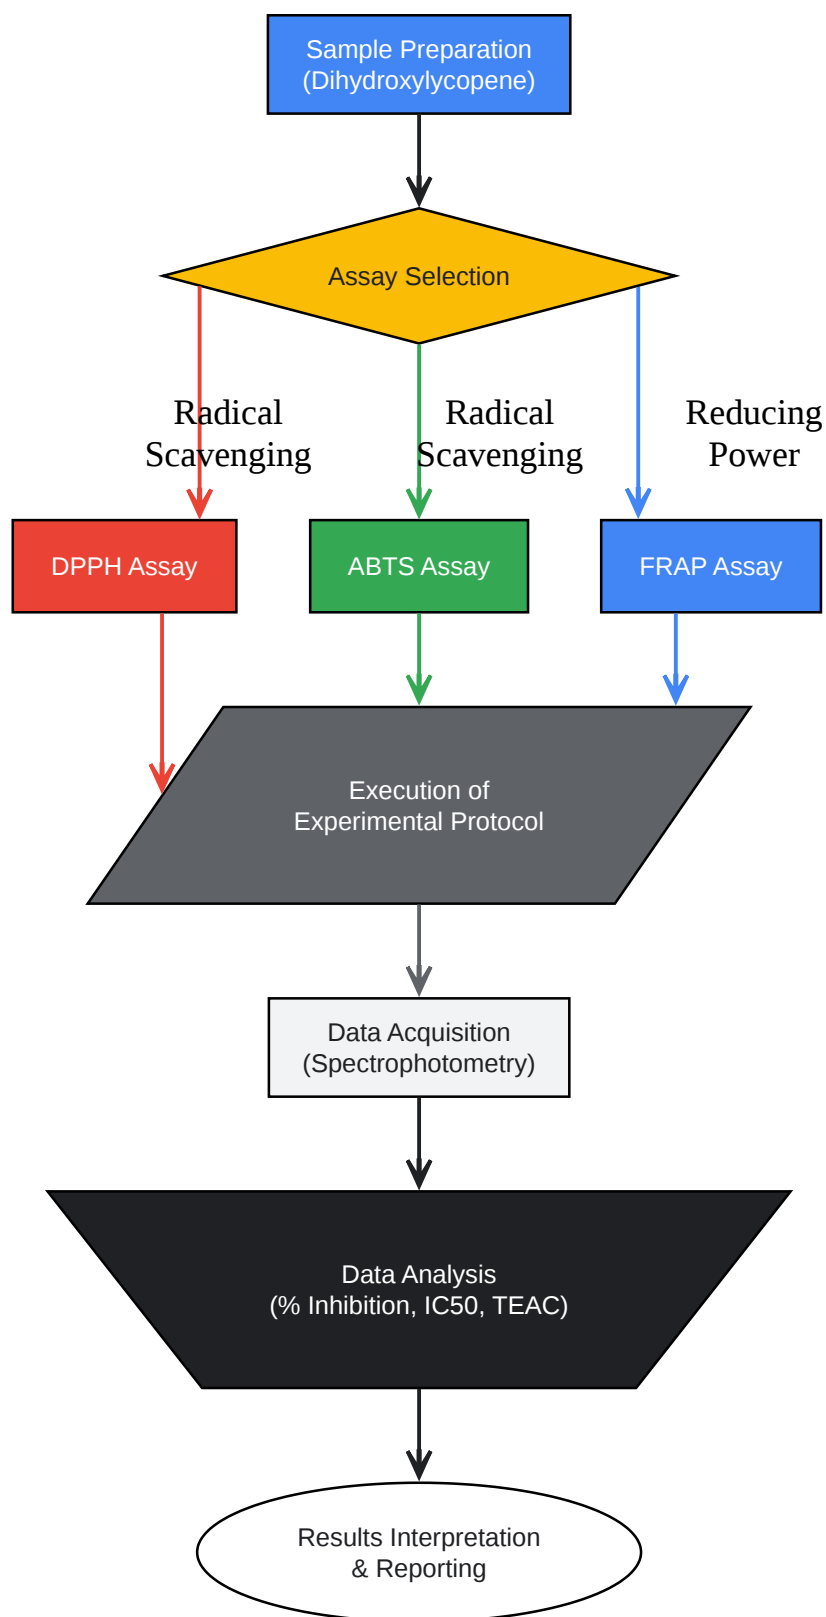 Sample Preparation
(Dihydroxylycopene)
Assay Selection
Radical
Scavenging
Radical
Scavenging
Reducing
Power
DPPH Assay
ABTS Assay
FRAP Assay
Execution of
Experimental Protocol
Data Acquisition
(Spectrophotometry)
Data Analysis
(% Inhibition, IC50, TEAC)
Results Interpretation
& Reporting